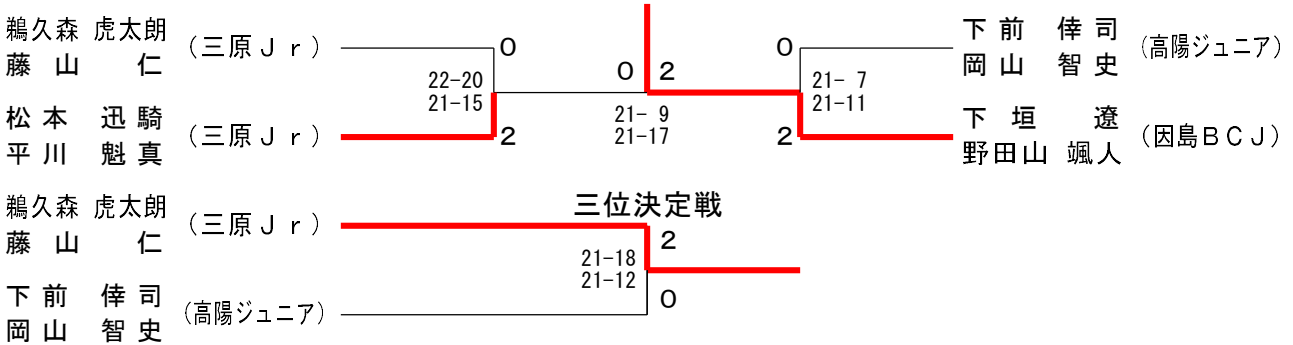 鵜久森 虎太朗
藤山 仁
（三原Ｊｒ）
0
22-20
21-15
松本 迅騎
平川 魁真
（三原Ｊｒ）
2
0 2
21- 9
21-17
0
21- 7
21-11
2
下前 倖司
岡山 智史
（高陽ジュニア）
下垣 遼
野田山 颯人
（因島ＢＣＪ）
三位決定戦
鵜久森 虎太朗
藤山 仁
（三原Ｊｒ）
2
21-18
21-12
0
下前 倖司
岡山 智史
（高陽ジュニア）